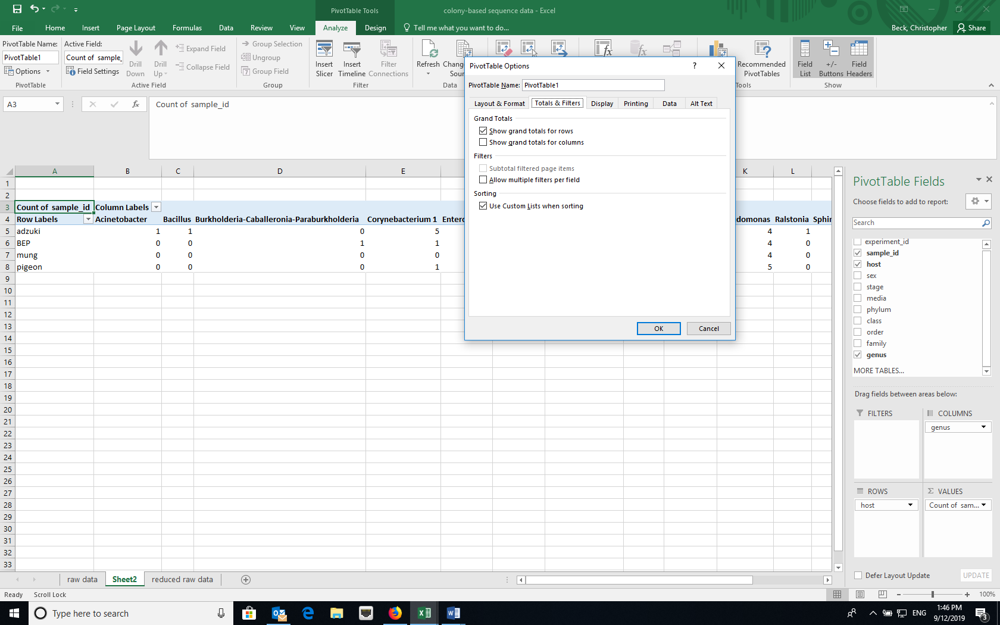 PivotTable Tools
colony-based sequence data - Excel
File Home Insert Page Layout Formulas Data Review View Analyze Design Tell me what you want to do... Beck, Christopher Share
PivotTable Name:
PivotTable1
Options
PivotTable
Active Field:
Count of sample_
Field Settings
Drill Down
Drill Up
Expand Field
Collapse Field
Active Field
Group Selection
Ungroup
Group Field
Group
Insert Slicer
Insert Timeline
Filter Connections
Filter
Refresh
Data
Recommended PivotTables
Tools
Field List
+/- Buttons
Field Headers
Show
A3
fx
Count of sample_id
PivotTable Options
?
PivotTable Name: PivotTable1
Layout & Format Totals & Filters Display Printing Data Alt Text
Grand Totals
Show grand totals for rows
Show grand totals for columns
Filters
Subtotal filtered page items
Allow multiple filters per field
Sorting
Use Custom Lists when sorting
OK Cancel
A B C D E K L
1
2
3 Count of sample_id Column Labels
4 Row Labels Acinetobacter Bacillus Burkholderia-Caballeronia-Paraburkholderia Corynebacterium 1 Ralstonia
5 adzuki 1 1 0 5 4 1
6 BEP 0 0 1 1 4 0
7 mung 0 0 0 0 4 0
8 pigeon 0 0 0 1 5 0
9
10
11
12
13
14
15
16
17
18
19
20
21
22
23
24
25
26
27
28
29
30
31
32
33
PivotTable Fields
Choose fields to add to report:
Search
experiment_id
sample_id
host
sex
stage
media
phylum
class
order
family
genus
MORE TABLES...
Drag fields between areas below:
FILTERS
COLUMNS
genus
ROWS
host
Σ VALUES
Count of sam...
Defer Layout Update UPDATE
raw data Sheet2 reduced raw data
Ready Scroll Lock
100%
Type here to search
ENG
1:46 PM
9/12/2019
3